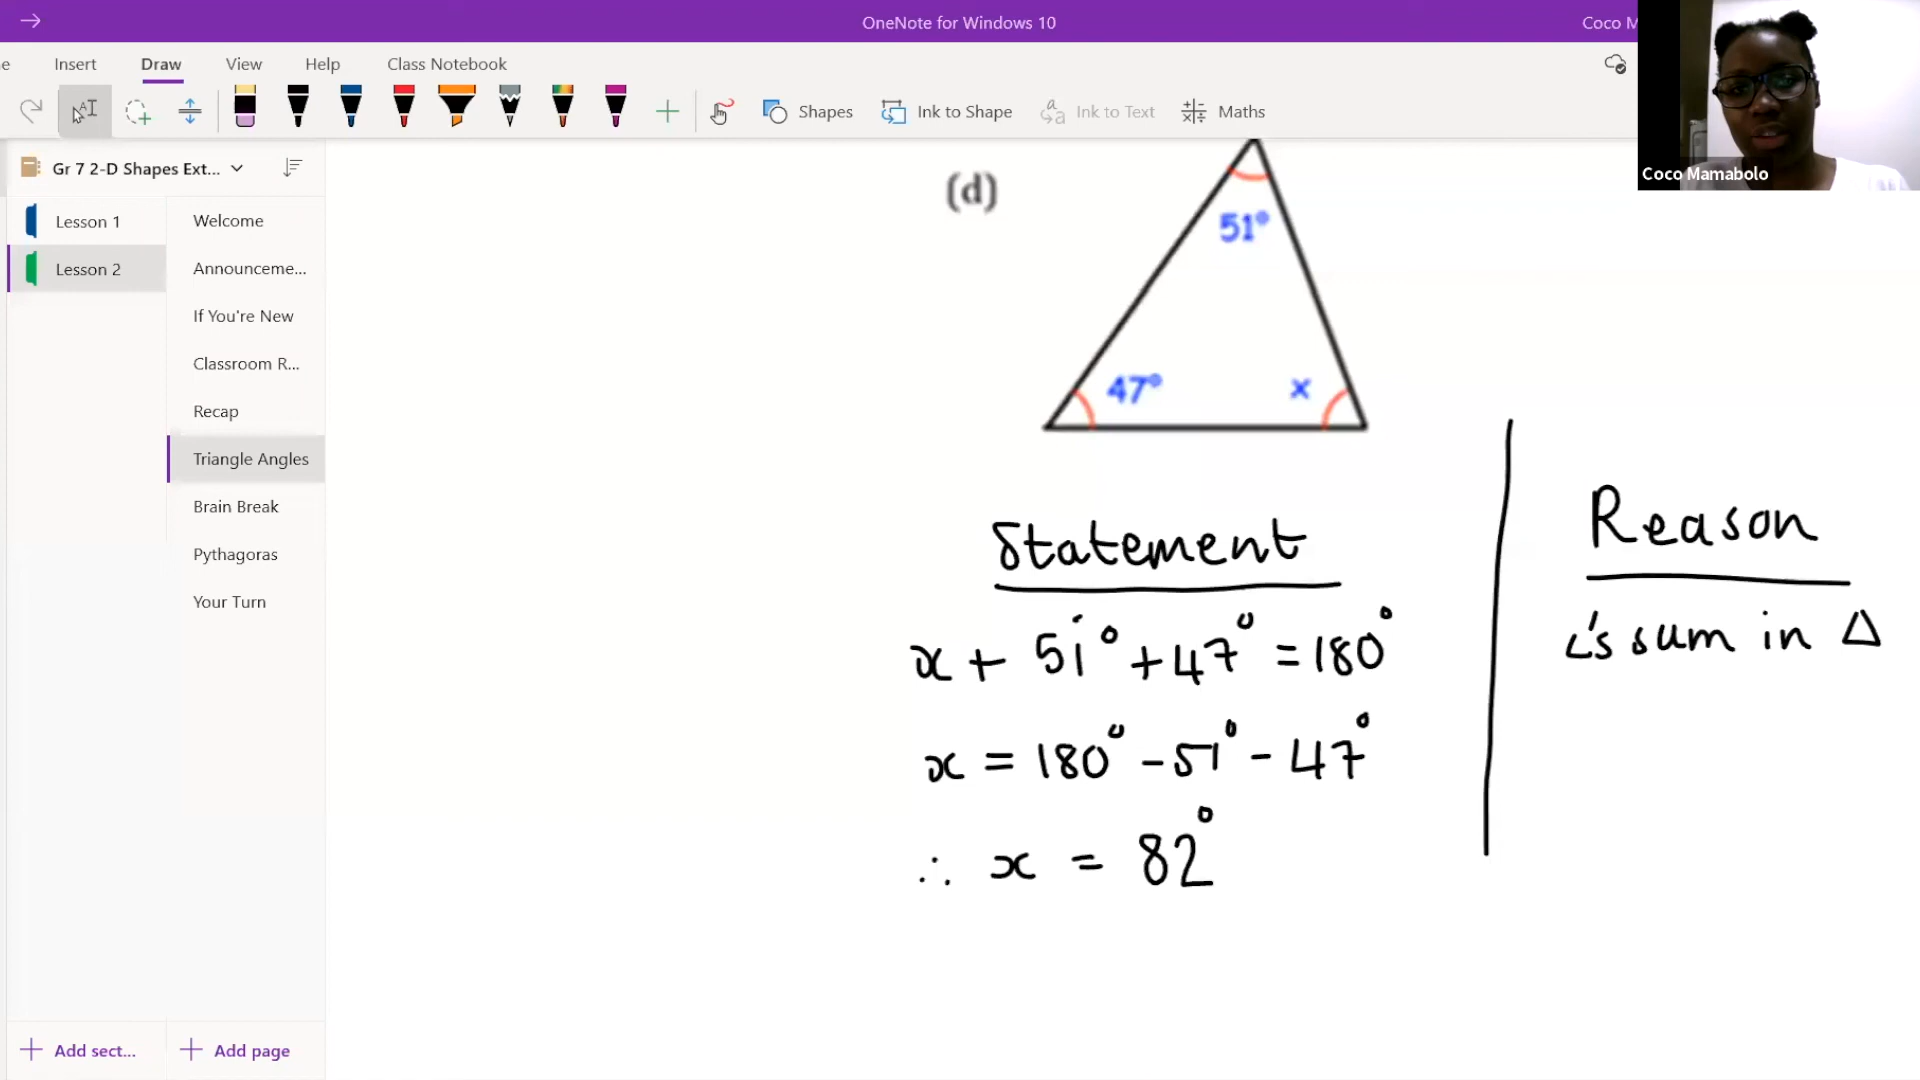 OneNote for Windows 10
Coco M
e Insert Draw View Help Class Notebook
Shapes Ink to Shape Ink to Text Maths
Gr 7 2-D Shapes Ext...
Lesson 1
Lesson 2
Welcome
Announceme...
If You're New
Classroom R...
Recap
Triangle Angles
Brain Break
Pythagoras
Your Turn
Add sect...
Add page
Coco Mamabolo
(d)
51°
47° x
Statement
x + 51° + 47° = 180°
x = 180° - 51° - 47°
∴ x = 82°
Reason
∠'s sum in Δ